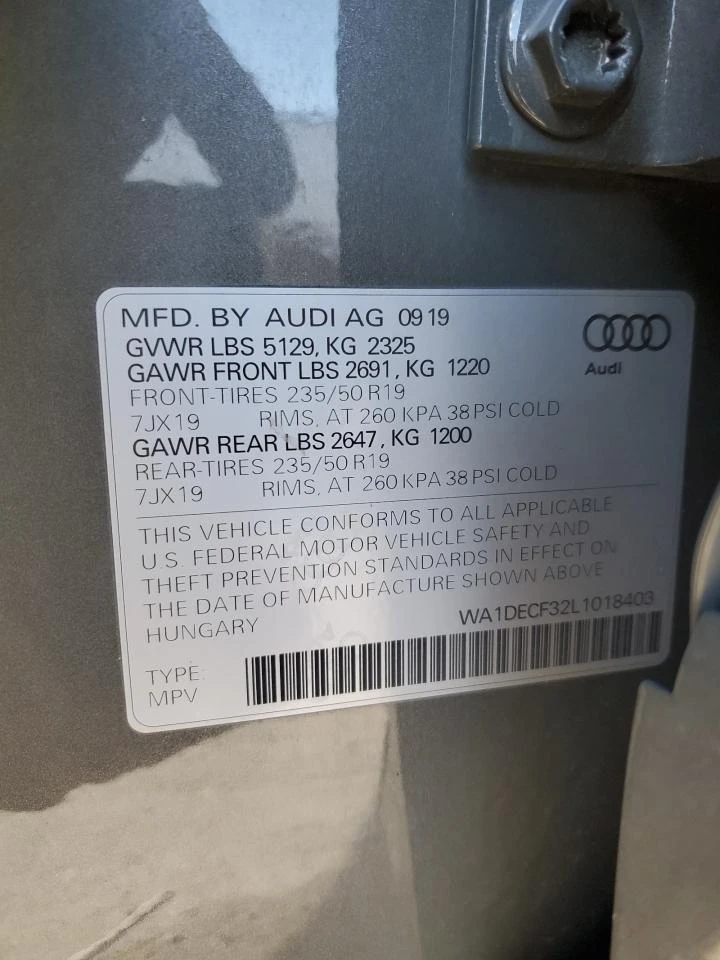 MFD. BY AUDI AG 09 19
GVWR LBS 5129, KG 2325
GAWR FRONT LBS 2691, KG 1220
FRONT-TIRES 235/50 R19
7JX19 RIMS, AT 260 KPA 38 PSI COLD
GAWR REAR LBS 2647, KG 1200
REAR-TIRES 235/50 R19
7JX19 RIMS, AT 260 KPA 38 PSI COLD
Audi
THIS VEHICLE CONFORMS TO ALL APPLICABLE
U.S. FEDERAL MOTOR VEHICLE SAFETY AND
THEFT PREVENTION STANDARDS IN EFFECT ON
THE DATE OF MANUFACTURE SHOWN ABOVE
HUNGARY
WA1DECF32L1018403
TYPE:
MPV